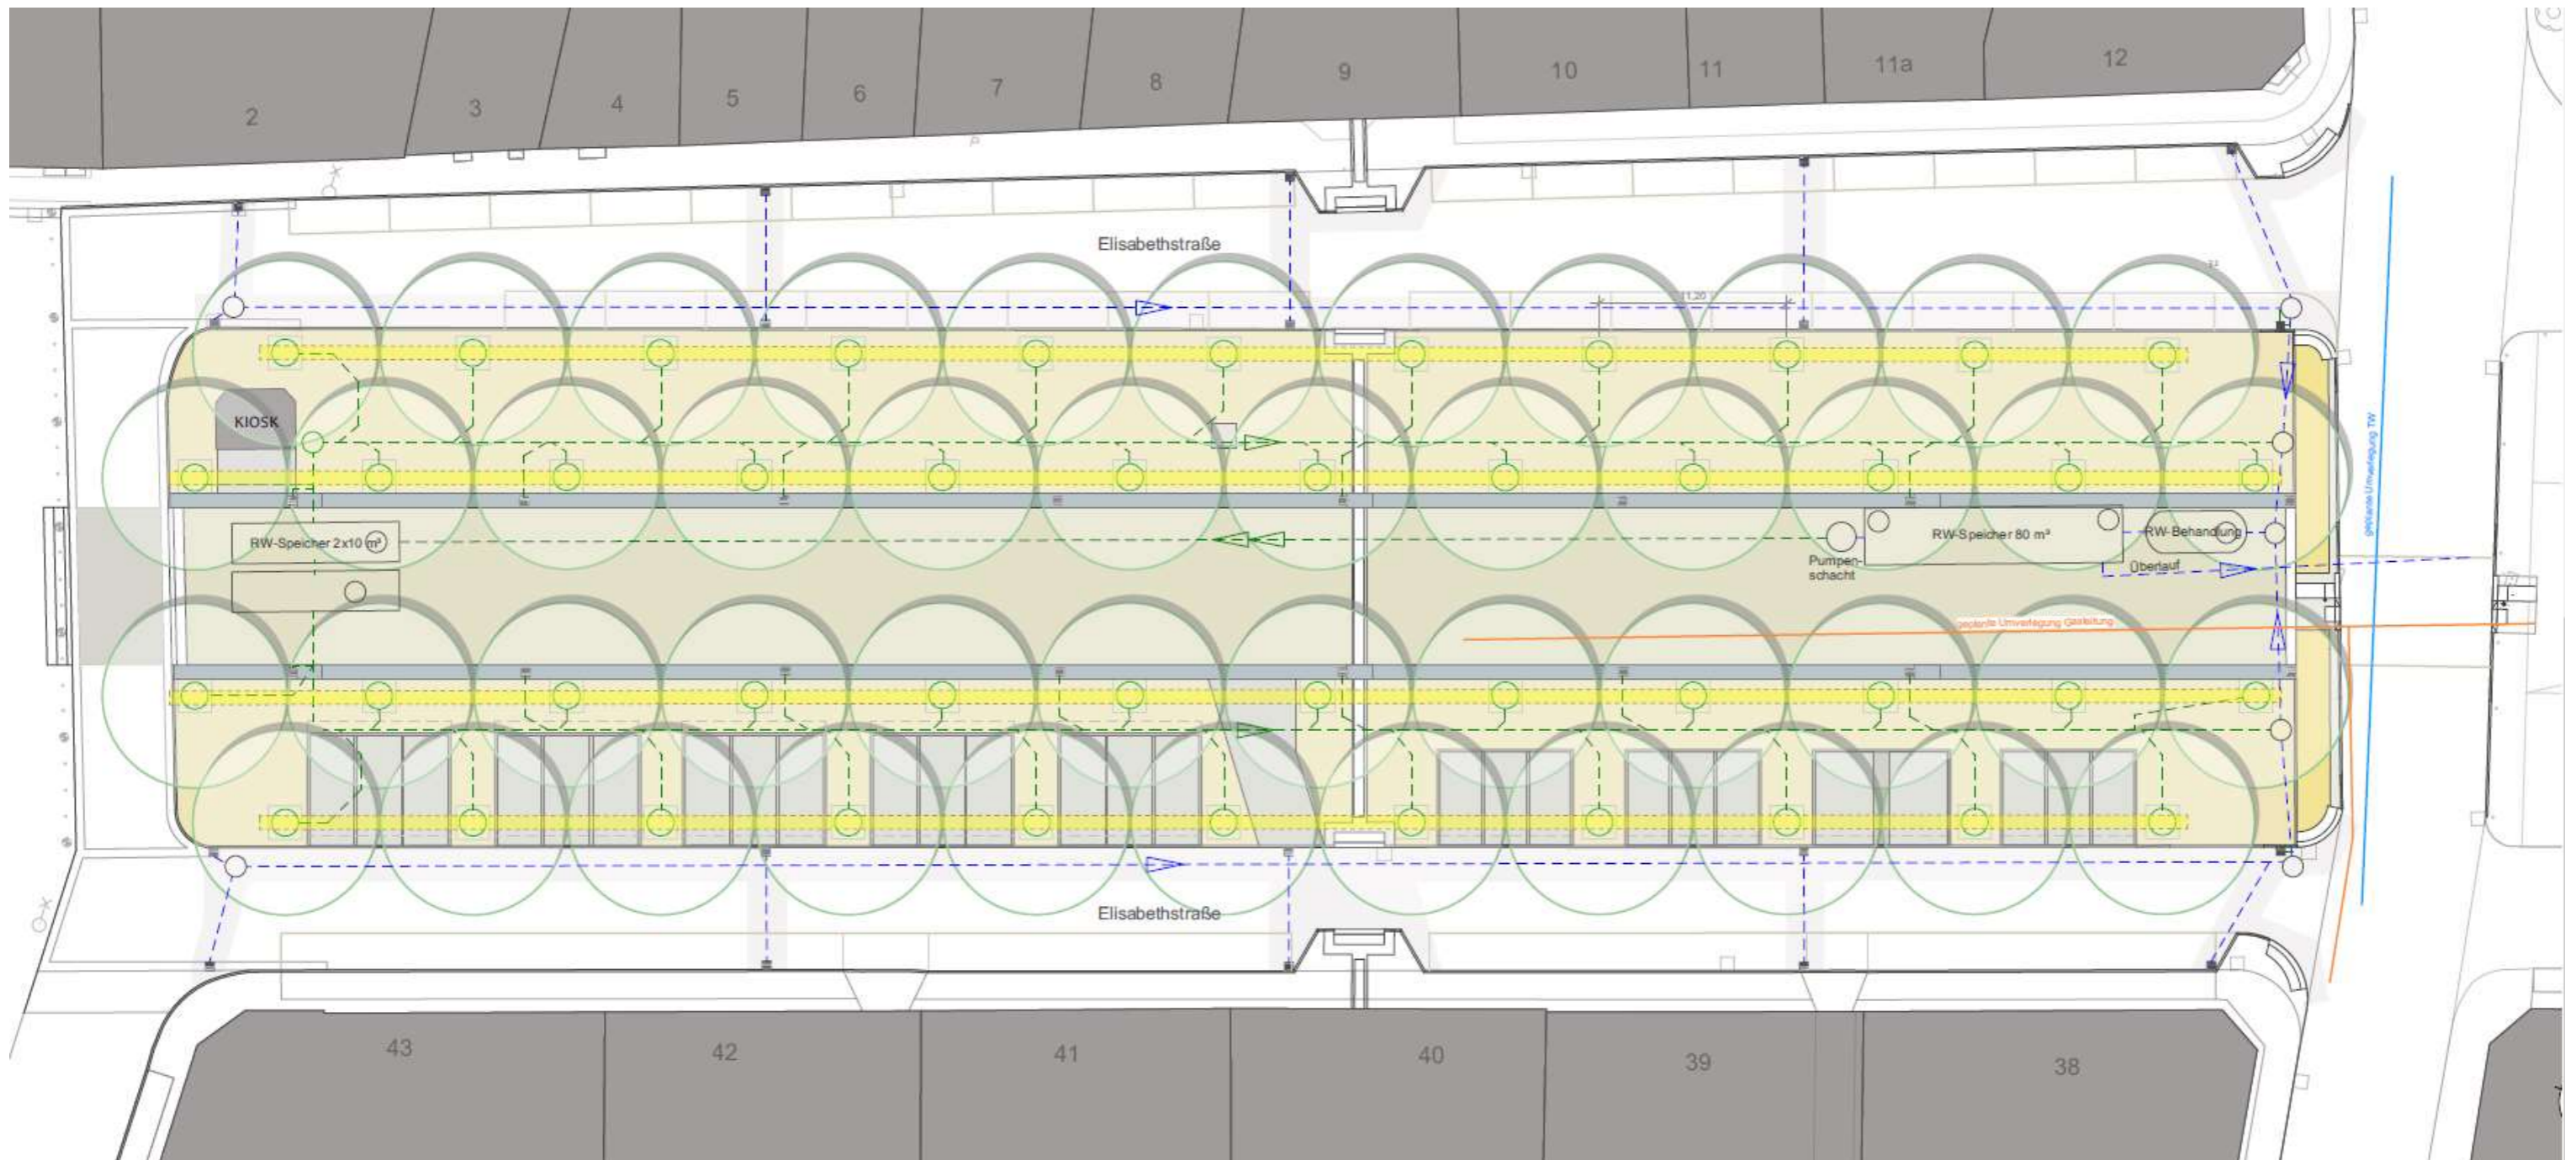 2
3
4
5
6
7
8
9
10
11
11a
12
Elisabethstraße
11,20
KIOSK
geplante Umverlegung TW
RW-Speicher 2x10 m³
RW-Speicher 80 m³
RW-Behandlung
Pumpen-
schacht
Überlauf
geplante Umverlegung Gasleitung
Elisabethstraße
43
42
41
40
39
38